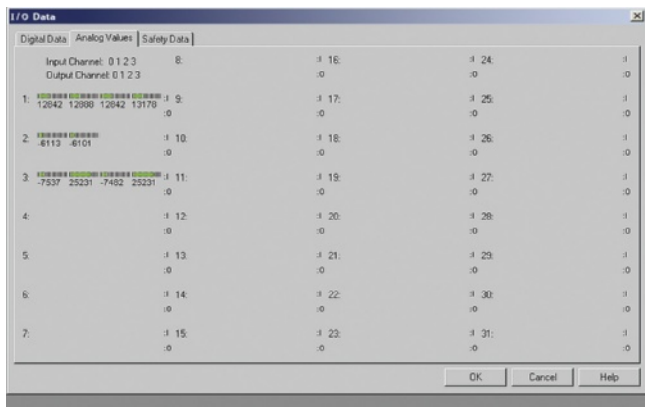 I/O Data
Digital Data Analog Values Safety Data
Input Channel: 0 1 2 3 8: :I 16: :I 24: :I
Output Channel: 0 1 2 3 :O :O :O
1: :I 9: :I 17: :I 25: :I
12842 12888 12842 13178 :O :O :O
2: :I 10: :I 18: :I 26: :I
-6113 -6101 :O :O :O
3: :I 11: :I 19: :I 27: :I
-7537 25231 -7482 25231 :O :O :O
4: :I 12: :I 20: :I 28: :I
:O :O :O
5: :I 13: :I 21: :I 29: :I
:O :O :O
6: :I 14: :I 22: :I 30: :I
:O :O :O
7: :I 15: :I 23: :I 31: :I
:O :O :O
OK Cancel Help